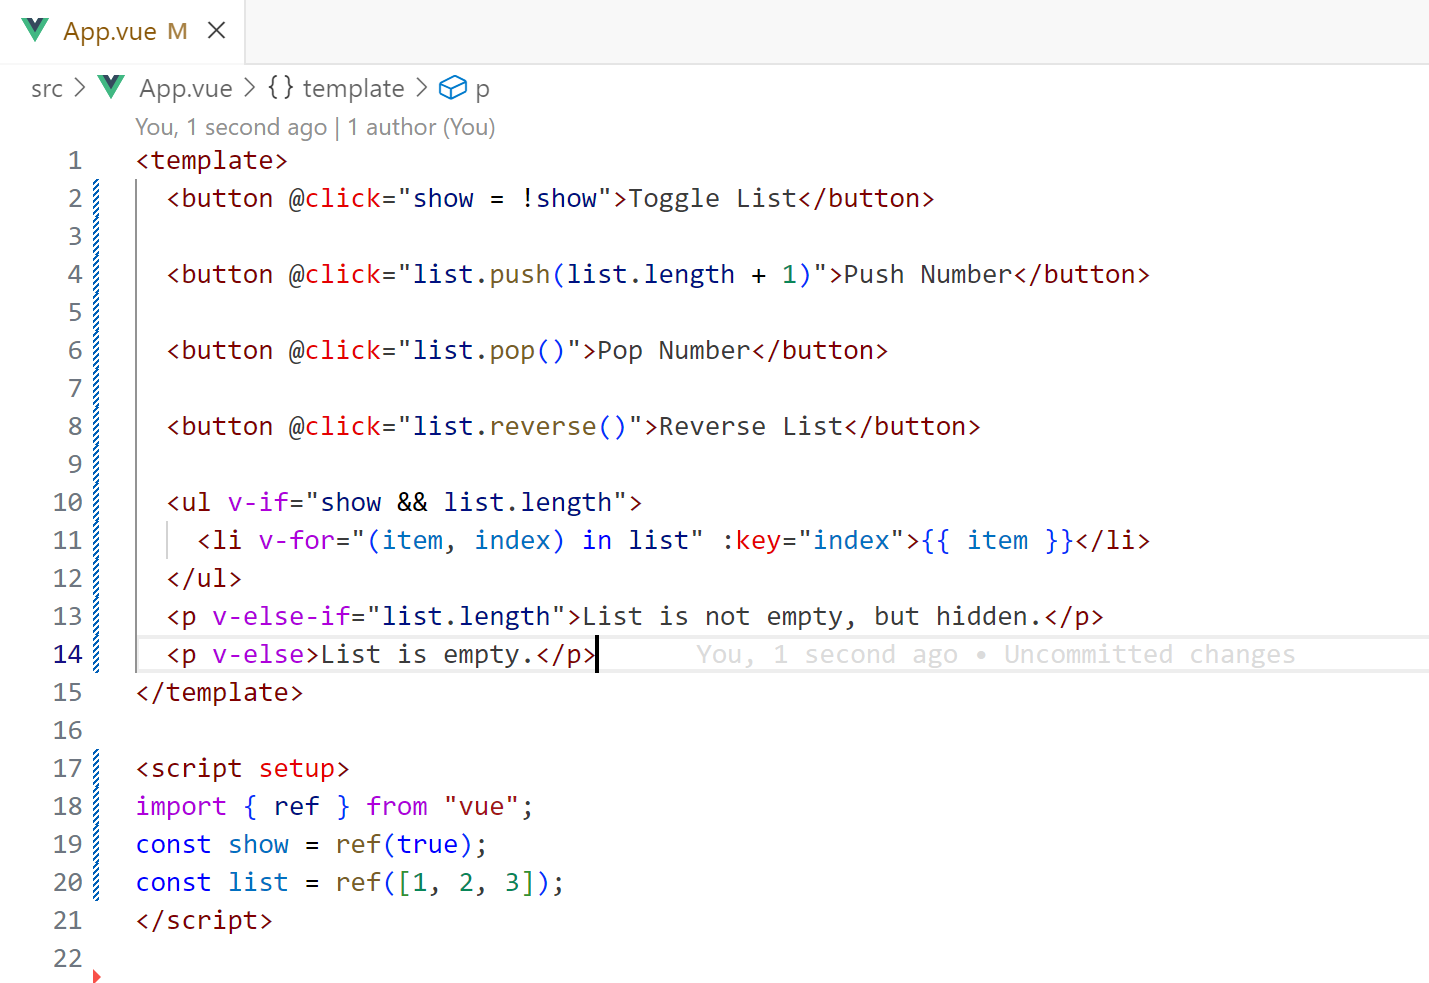 App.vue M
src > App.vue > {} template > p
You, 1 second ago | 1 author (You)
1 <template>
2   <button @click="show = !show">Toggle List</button>
3
4   <button @click="list.push(list.length + 1)">Push Number</button>
5
6   <button @click="list.pop()">Pop Number</button>
7
8   <button @click="list.reverse()">Reverse List</button>
9
10   <ul v-if="show && list.length">
11     <li v-for="(item, index) in list" :key="index">{{ item }}</li>
12   </ul>
13   <p v-else-if="list.length">List is not empty, but hidden.</p>
14   <p v-else>List is empty.</p> You, 1 second ago • Uncommitted changes
15 </template>
16
17 <script setup>
18 import { ref } from "vue";
19 const show = ref(true);
20 const list = ref([1, 2, 3]);
21 </script>
22